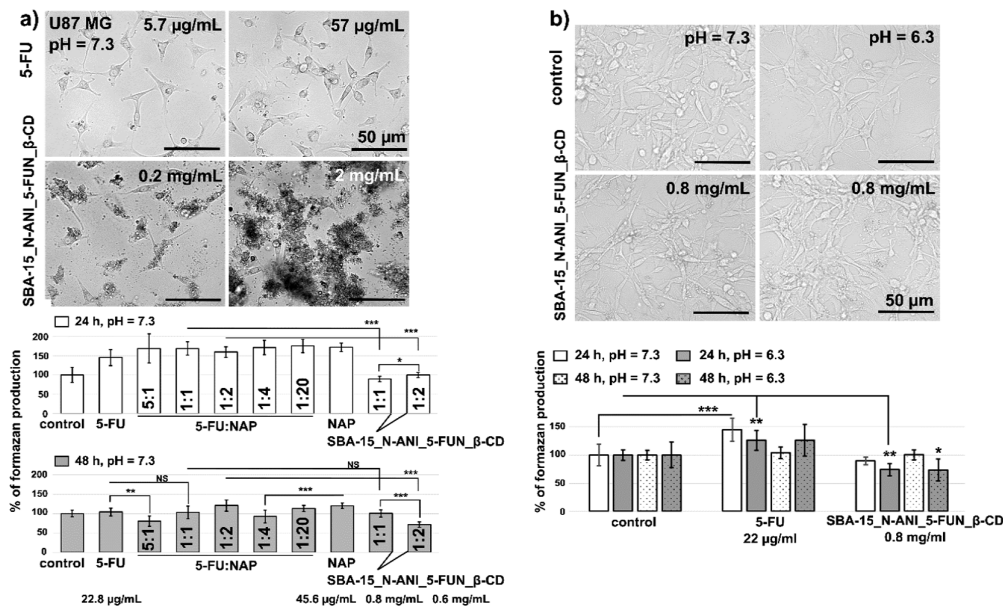 a)
U87 MG
pH = 7.3
5.7 µg/mL
57 µg/mL
5-FU
50 µm
SBA-15_N-ANI_5-FUN_β-CD
0.2 mg/mL
2 mg/mL
24 h, pH = 7.3
***
***
*
200
150
100
50
0
5:1
1:1
1:2
1:4
1:20
1:1
1:2
control
5-FU
5-FU:NAP
NAP
SBA-15_N-ANI_5-FUN_β-CD
% of formazan production
48 h, pH = 7.3
NS
NS
**
***
***
***
200
150
100
50
0
5:1
1:1
1:2
1:4
1:20
1:1
1:2
control
5-FU
5-FU:NAP
NAP
SBA-15_N-ANI_5-FUN_β-CD
22.8 µg/mL
45.6 µg/mL
0.8 mg/mL
0.6 mg/mL
b)
control
pH = 7.3
pH = 6.3
SBA-15_N-ANI_5-FUN_β-CD
0.8 mg/mL
0.8 mg/mL
50 µm
24 h, pH = 7.3
24 h, pH = 6.3
48 h, pH = 7.3
48 h, pH = 6.3
% of formazan production
200
150
100
50
0
***
**
**
*
control
5-FU
SBA-15_N-ANI_5-FUN_β-CD
22 µg/ml
0.8 mg/ml